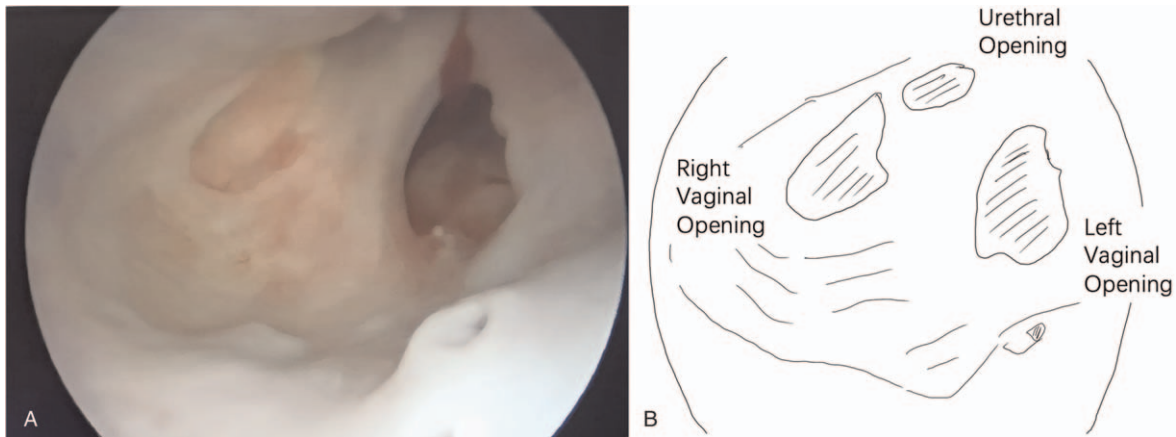 Urethral
Opening
Right
Vaginal
Opening
Left
Vaginal
Opening
A
B